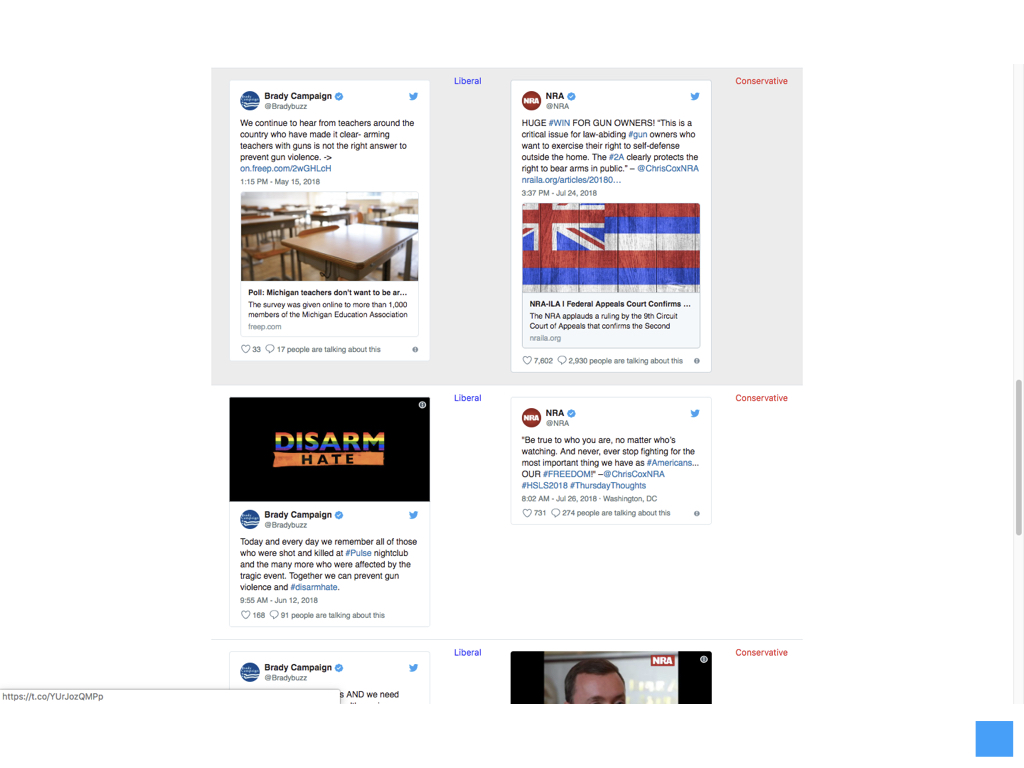 Liberal
Brady Campaign
@Bradybuzz
We continue to hear from teachers around the
country who have made it clear- arming
teachers with guns is not the right answer to
prevent gun violence. ->
on.freep.com/2wGHLcH
1:15 PM - May 15, 2018
Poll: Michigan teachers don't want to be ar...
The survey was given online to more than 1,000
members of the Michigan Education Association
freep.com
33 17 people are talking about this
Conservative
NRA
NRA
@NRA
HUGE #WIN FOR GUN OWNERS! "This is a
critical issue for law-abiding #gun owners who
want to exercise their right to self-defense
outside the home. The #2A clearly protects the
right to bear arms in public." – @ChrisCoxNRA
nraila.org/articles/20180…
3:37 PM - Jul 24, 2018
NRA-ILA | Federal Appeals Court Confirms ...
The NRA applauds a ruling by the 9th Circuit
Court of Appeals that confirms the Second
nraila.org
7,602 2,930 people are talking about this
Liberal
DISARM
HATE
Brady Campaign
@Bradybuzz
Today and every day we remember all of those
who were shot and killed at #Pulse nightclub
and the many more who were affected by the
tragic event. Together we can prevent gun
violence and #disarmhate.
9:55 AM - Jun 12, 2018
168 91 people are talking about this
Conservative
NRA
NRA
@NRA
"Be true to who you are, no matter who's
watching. And never, ever stop fighting for the
most important thing we have as #Americans...
OUR #FREEDOM!" –@ChrisCoxNRA
#HSLS2018 #ThursdayThoughts
8:02 AM - Jul 26, 2018 · Washington, DC
731 274 people are talking about this
Liberal
Brady Campaign
@Bradybuzz
s AND we need
Conservative
NRA
https://t.co/YUrJozQMPp